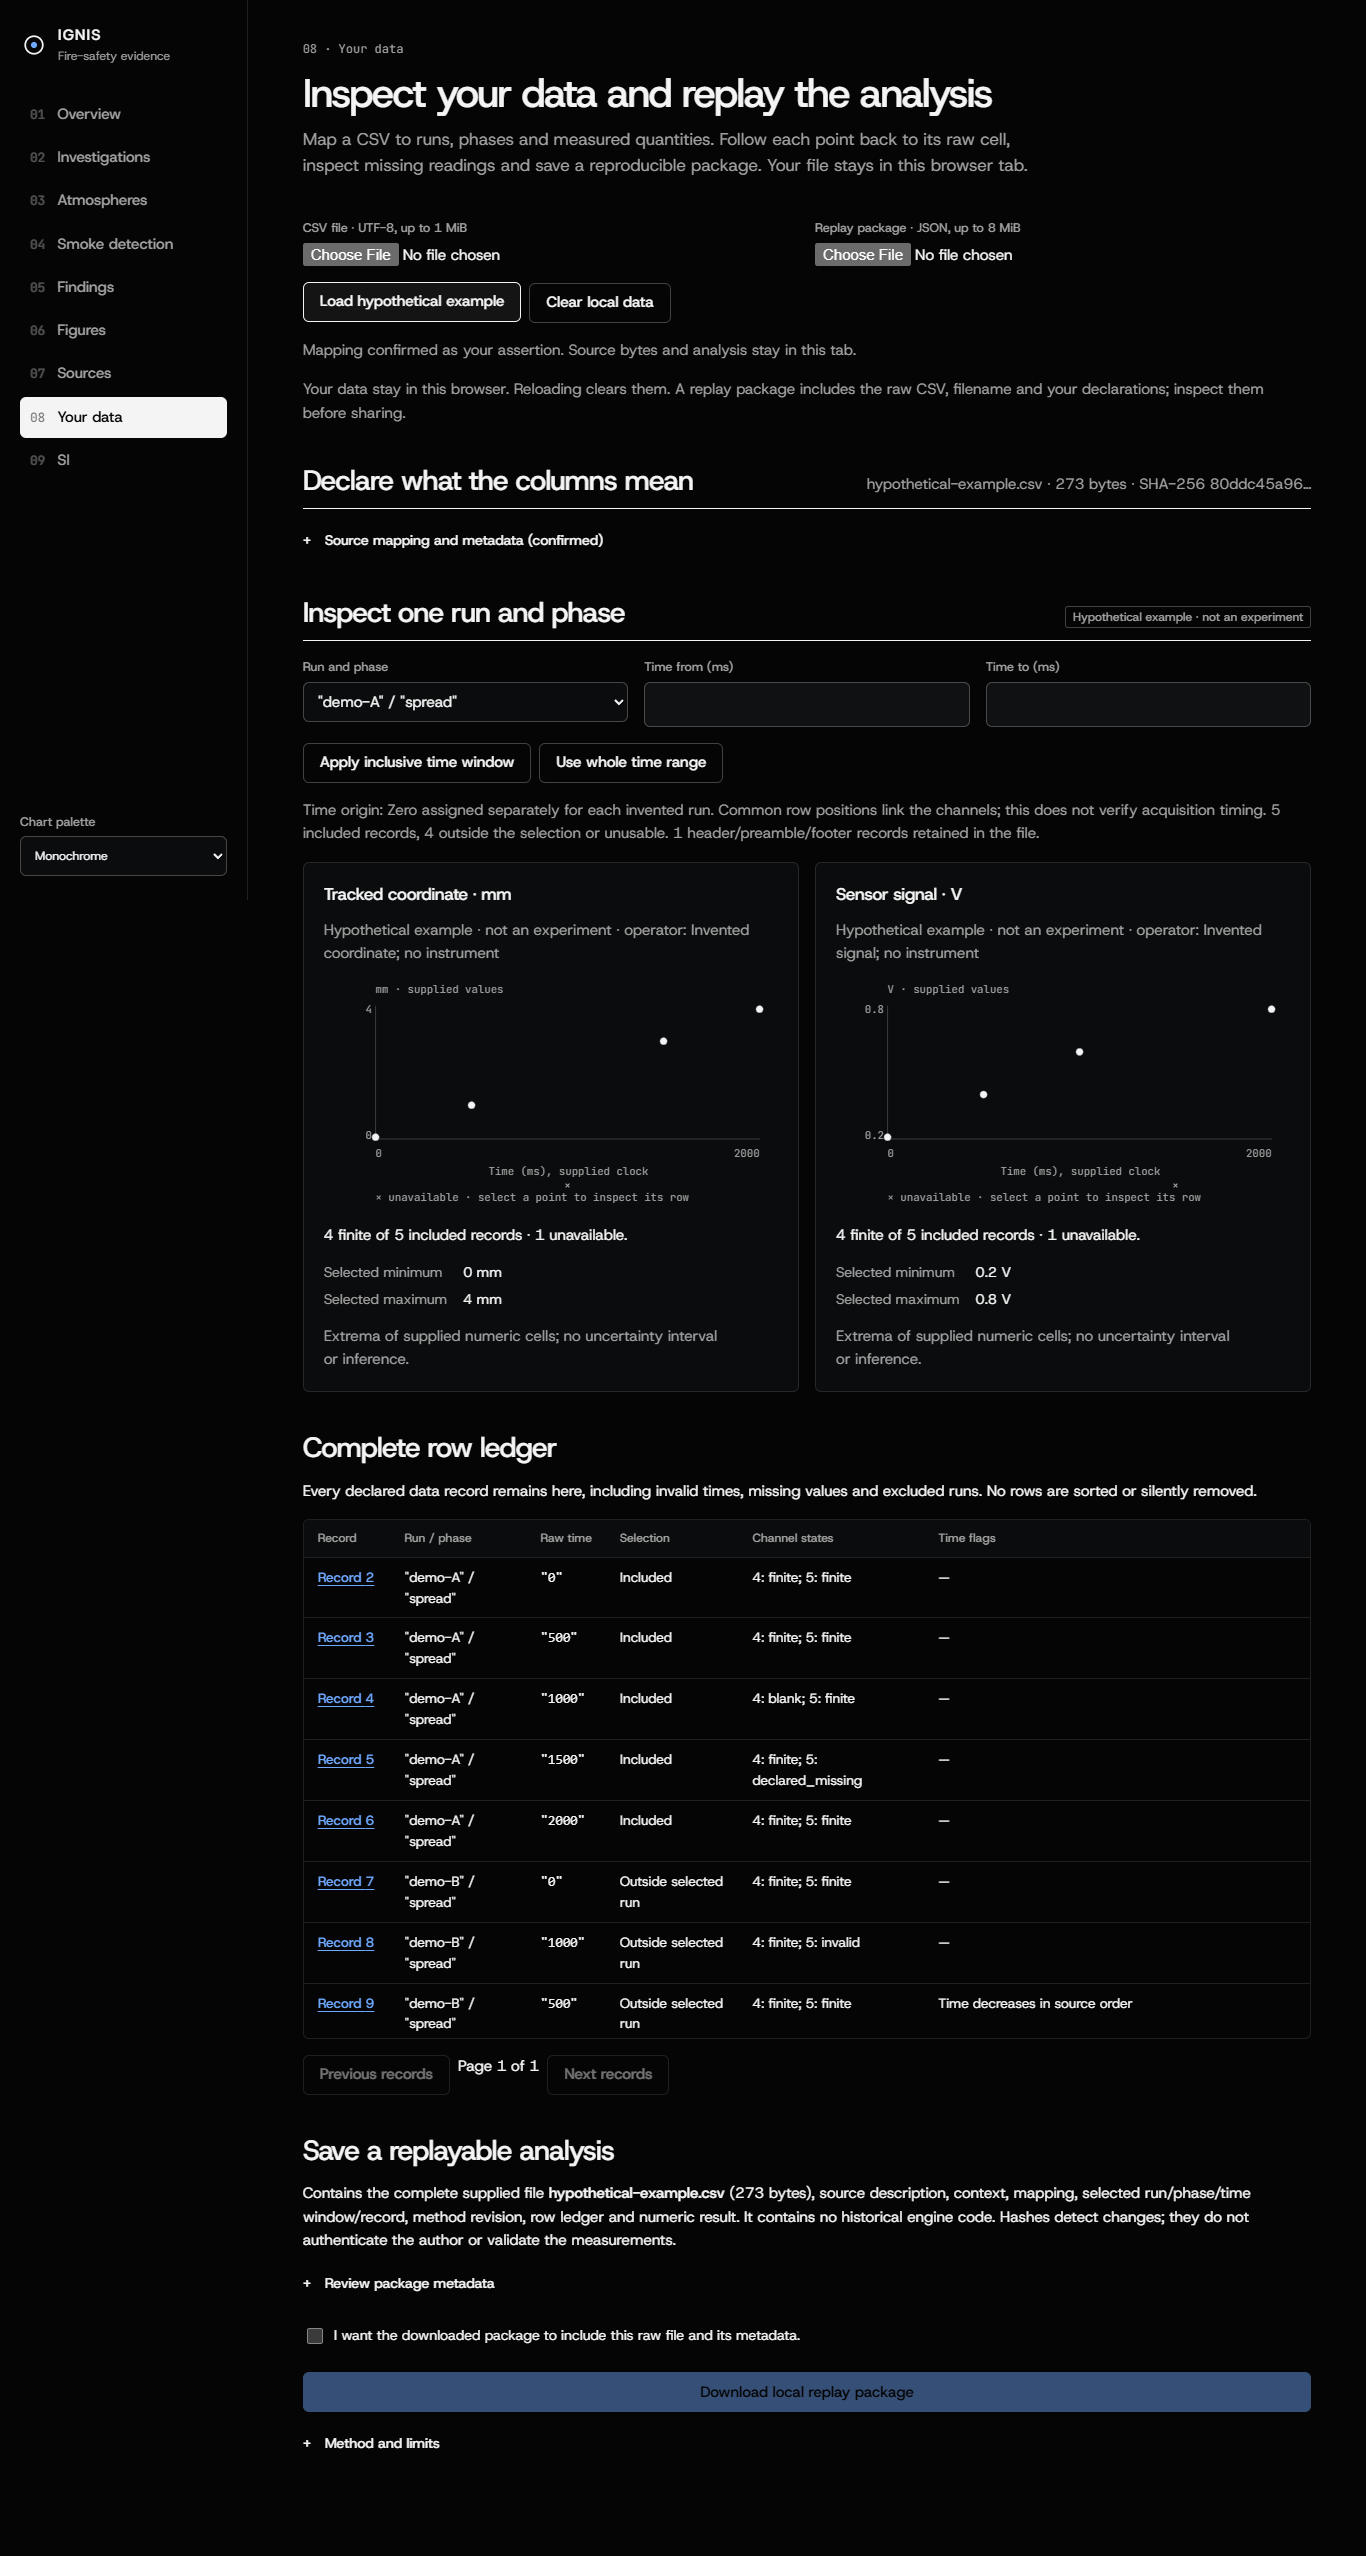 IGNIS
Fire-safety evidence
01 Overview
02 Investigations
03 Atmospheres
04 Smoke detection
05 Findings
06 Figures
07 Sources
08 Your data
09 SI
Chart palette
Monochrome
08 · Your data
Inspect your data and replay the analysis
Map a CSV to runs, phases and measured quantities. Follow each point back to its raw cell,
inspect missing readings and save a reproducible package. Your file stays in this browser tab.
CSV file · UTF-8, up to 1 MiB
Choose File No file chosen
Replay package · JSON, up to 8 MiB
Choose File No file chosen
Load hypothetical example
Clear local data
Mapping confirmed as your assertion. Source bytes and analysis stay in this tab.
Your data stay in this browser. Reloading clears them. A replay package includes the raw CSV, filename and your declarations; inspect them
before sharing.
Declare what the columns mean
hypothetical-example.csv · 273 bytes · SHA-256 80ddc45a96…
+ Source mapping and metadata (confirmed)
Inspect one run and phase
Hypothetical example · not an experiment
Run and phase
"demo-A" / "spread"
Time from (ms)
Time to (ms)
Apply inclusive time window
Use whole time range
Time origin: Zero assigned separately for each invented run. Common row positions link the channels; this does not verify acquisition timing. 5
included records, 4 outside the selection or unusable. 1 header/preamble/footer records retained in the file.
Tracked coordinate · mm
Hypothetical example · not an experiment · operator: Invented
coordinate; no instrument
mm · supplied values
4
0
0 2000
Time (ms), supplied clock
×
× unavailable · select a point to inspect its row
4 finite of 5 included records · 1 unavailable.
Selected minimum 0 mm
Selected maximum 4 mm
Extrema of supplied numeric cells; no uncertainty interval
or inference.
Sensor signal · V
Hypothetical example · not an experiment · operator: Invented
signal; no instrument
V · supplied values
0.8
0.2
0 2000
Time (ms), supplied clock
×
× unavailable · select a point to inspect its row
4 finite of 5 included records · 1 unavailable.
Selected minimum 0.2 V
Selected maximum 0.8 V
Extrema of supplied numeric cells; no uncertainty interval
or inference.
Complete row ledger
Every declared data record remains here, including invalid times, missing values and excluded runs. No rows are sorted or silently removed.
Record Run / phase Raw time Selection Channel states Time flags
Record 2 "demo-A" / "0" Included 4: finite; 5: finite —
"spread"
Record 3 "demo-A" / "500" Included 4: finite; 5: finite —
"spread"
Record 4 "demo-A" / "1000" Included 4: blank; 5: finite —
"spread"
Record 5 "demo-A" / "1500" Included 4: finite; 5: —
"spread" declared_missing
Record 6 "demo-A" / "2000" Included 4: finite; 5: finite —
"spread"
Record 7 "demo-B" / "0" Outside selected 4: finite; 5: finite —
"spread" run
Record 8 "demo-B" / "1000" Outside selected 4: finite; 5: invalid —
"spread" run
Record 9 "demo-B" / "500" Outside selected 4: finite; 5: finite Time decreases in source order
"spread" run
Previous records
Page 1 of 1
Next records
Save a replayable analysis
Contains the complete supplied file hypothetical-example.csv (273 bytes), source description, context, mapping, selected run/phase/time
window/record, method revision, row ledger and numeric result. It contains no historical engine code. Hashes detect changes; they do not
authenticate the author or validate the measurements.
+ Review package metadata
I want the downloaded package to include this raw file and its metadata.
Download local replay package
+ Method and limits